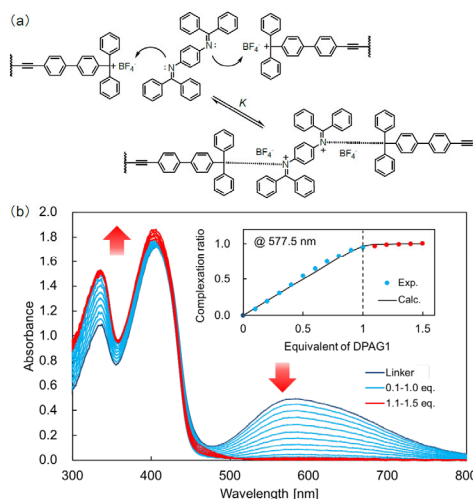 (a)
BF4-
:N
N:
BF4-
K
BF4-
N
+
BF4-
N
+
(b)
2.0
1.8
1.6
1.4
1.2
1.0
0.8
0.6
0.4
0.2
0.0
Absorbance
300 400 500 600 700 800
Wavelength [nm]
@ 577.5 nm
Complexation ratio
1.0
0.5
0.0
0 0.5 1 1.5
Equivalent of DPAG1
Exp.
Calc.
Linker
0.1-1.0 eq.
1.1-1.5 eq.